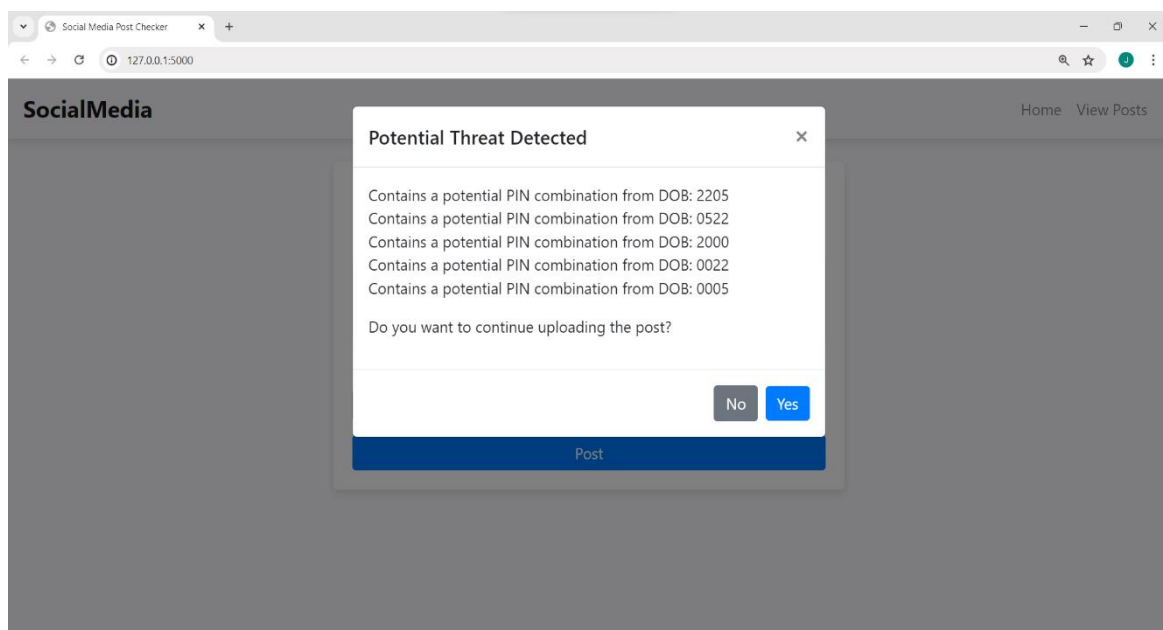 Social Media Post Checker
127.0.0.1:5000
J
SocialMedia
Home View Posts
Potential Threat Detected
Contains a potential PIN combination from DOB: 2205
Contains a potential PIN combination from DOB: 0522
Contains a potential PIN combination from DOB: 2000
Contains a potential PIN combination from DOB: 0022
Contains a potential PIN combination from DOB: 0005
Do you want to continue uploading the post?
No Yes
Post